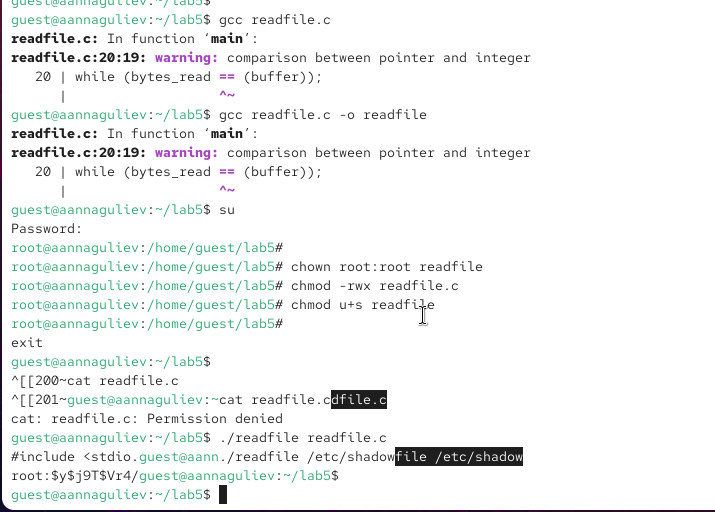 guest@aannaguliev:~/lab5$
guest@aannaguliev:~/lab5$ gcc readfile.c
readfile.c: In function ‘main’:
readfile.c:20:19: warning: comparison between pointer and integer
   20 | while (bytes_read == (buffer));
      |                   ^~
guest@aannaguliev:~/lab5$ gcc readfile.c -o readfile
readfile.c: In function ‘main’:
readfile.c:20:19: warning: comparison between pointer and integer
   20 | while (bytes_read == (buffer));
      |                   ^~
guest@aannaguliev:~/lab5$ su
Password:
root@aannaguliev:/home/guest/lab5#
root@aannaguliev:/home/guest/lab5# chown root:root readfile
root@aannaguliev:/home/guest/lab5# chmod -rwx readfile.c
root@aannaguliev:/home/guest/lab5# chmod u+s readfile
root@aannaguliev:/home/guest/lab5#
exit
guest@aannaguliev:~/lab5$
^[[200~cat readfile.c
^[[201~guest@aannaguliev:~cat readfile.cdfile.c
cat: readfile.c: Permission denied
guest@aannaguliev:~/lab5$ ./readfile readfile.c
#include <stdio.guest@aann./readfile /etc/shadowfile /etc/shadow
root:$y$j9T$Vr4/guest@aannaguliev:~/lab5$
guest@aannaguliev:~/lab5$